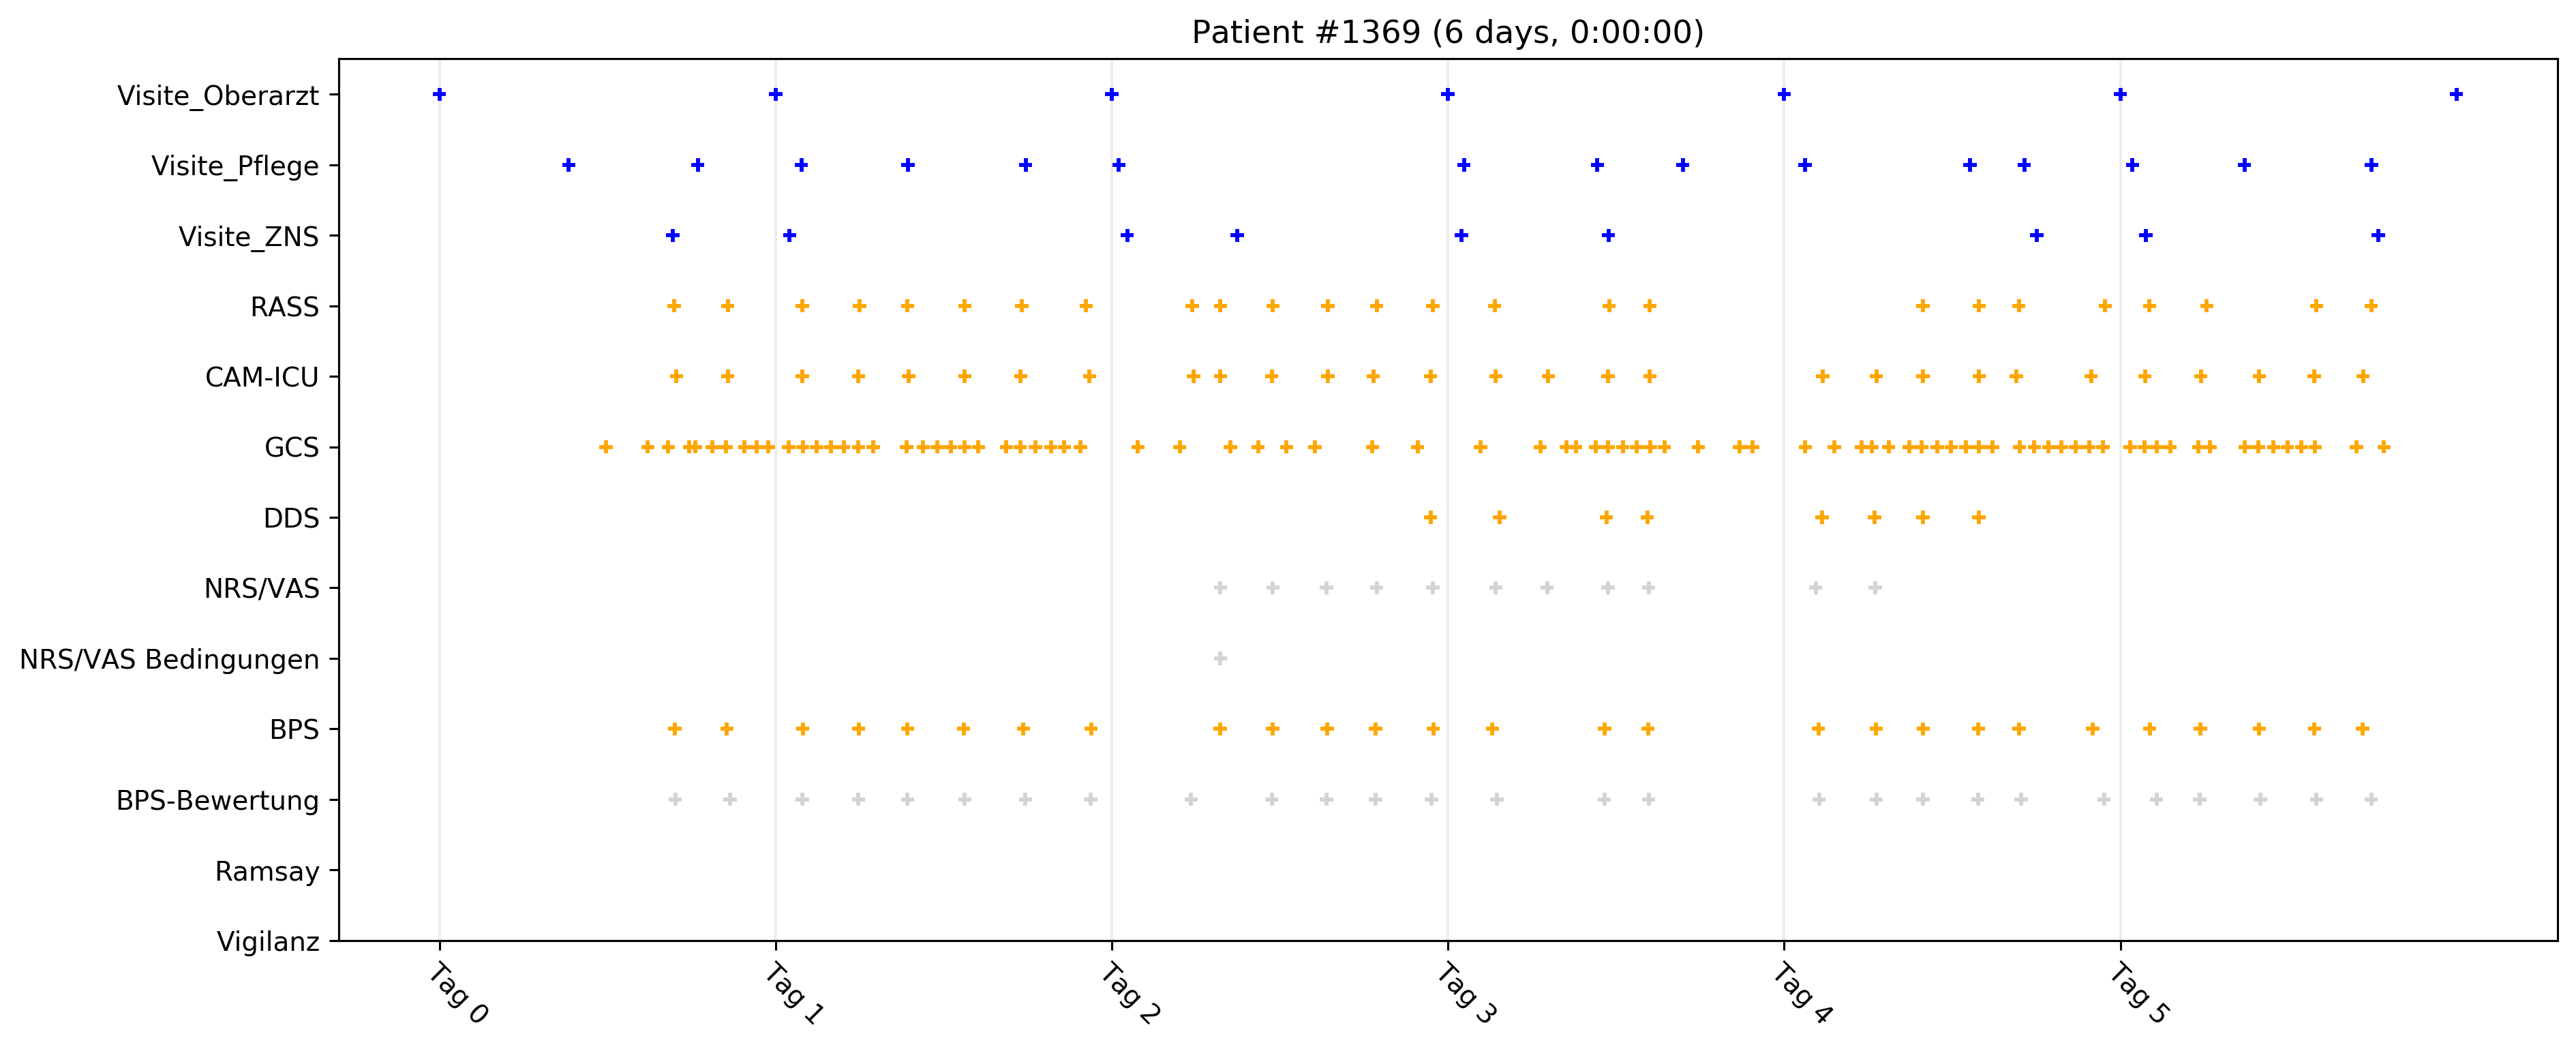 Patient #1369 (6 days, 0:00:00)
Visite_Oberarzt
Visite_Pflege
Visite_ZNS
RASS
CAM-ICU
GCS
DDS
NRS/VAS
NRS/VAS Bedingungen
BPS
BPS-Bewertung
Ramsay
Vigilanz
Tag 0
Tag 1
Tag 2
Tag 3
Tag 4
Tag 5